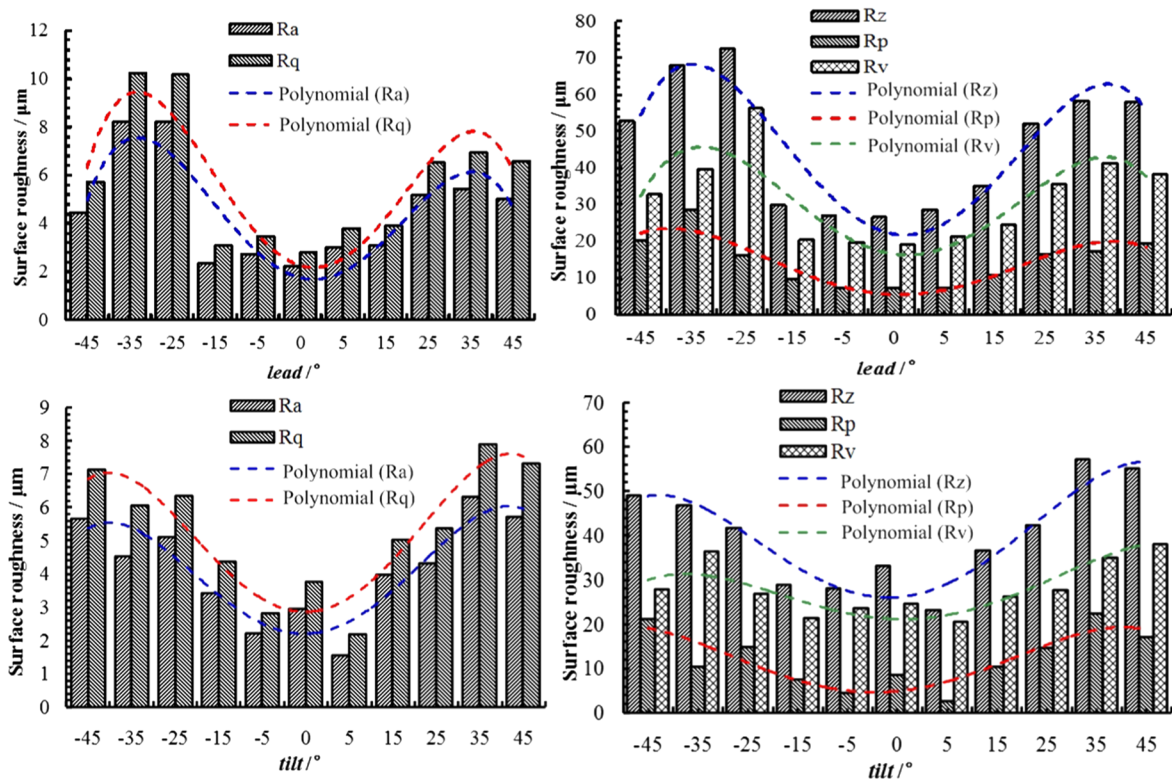 Surface roughness / μm
12
10
8
6
4
2
0
Ra
Rq
Polynomial (Ra)
Polynomial (Rq)
-45 -35 -25 -15 -5 0 5 15 25 35 45
lead /°
Surface roughness / μm
80
70
60
50
40
30
20
10
0
Rz
Rp
Rv
Polynomial (Rz)
Polynomial (Rp)
Polynomial (Rv)
-45 -35 -25 -15 -5 0 5 15 25 35 45
lead /°
Surface roughness / μm
9
8
7
6
5
4
3
2
1
0
Ra
Rq
Polynomial (Ra)
Polynomial (Rq)
-45 -35 -25 -15 -5 0 5 15 25 35 45
tilt /°
Surface roughness / μm
70
60
50
40
30
20
10
0
Rz
Rp
Rv
Polynomial (Rz)
Polynomial (Rp)
Polynomial (Rv)
-45 -35 -25 -15 -5 0 5 15 25 35 45
tilt /°